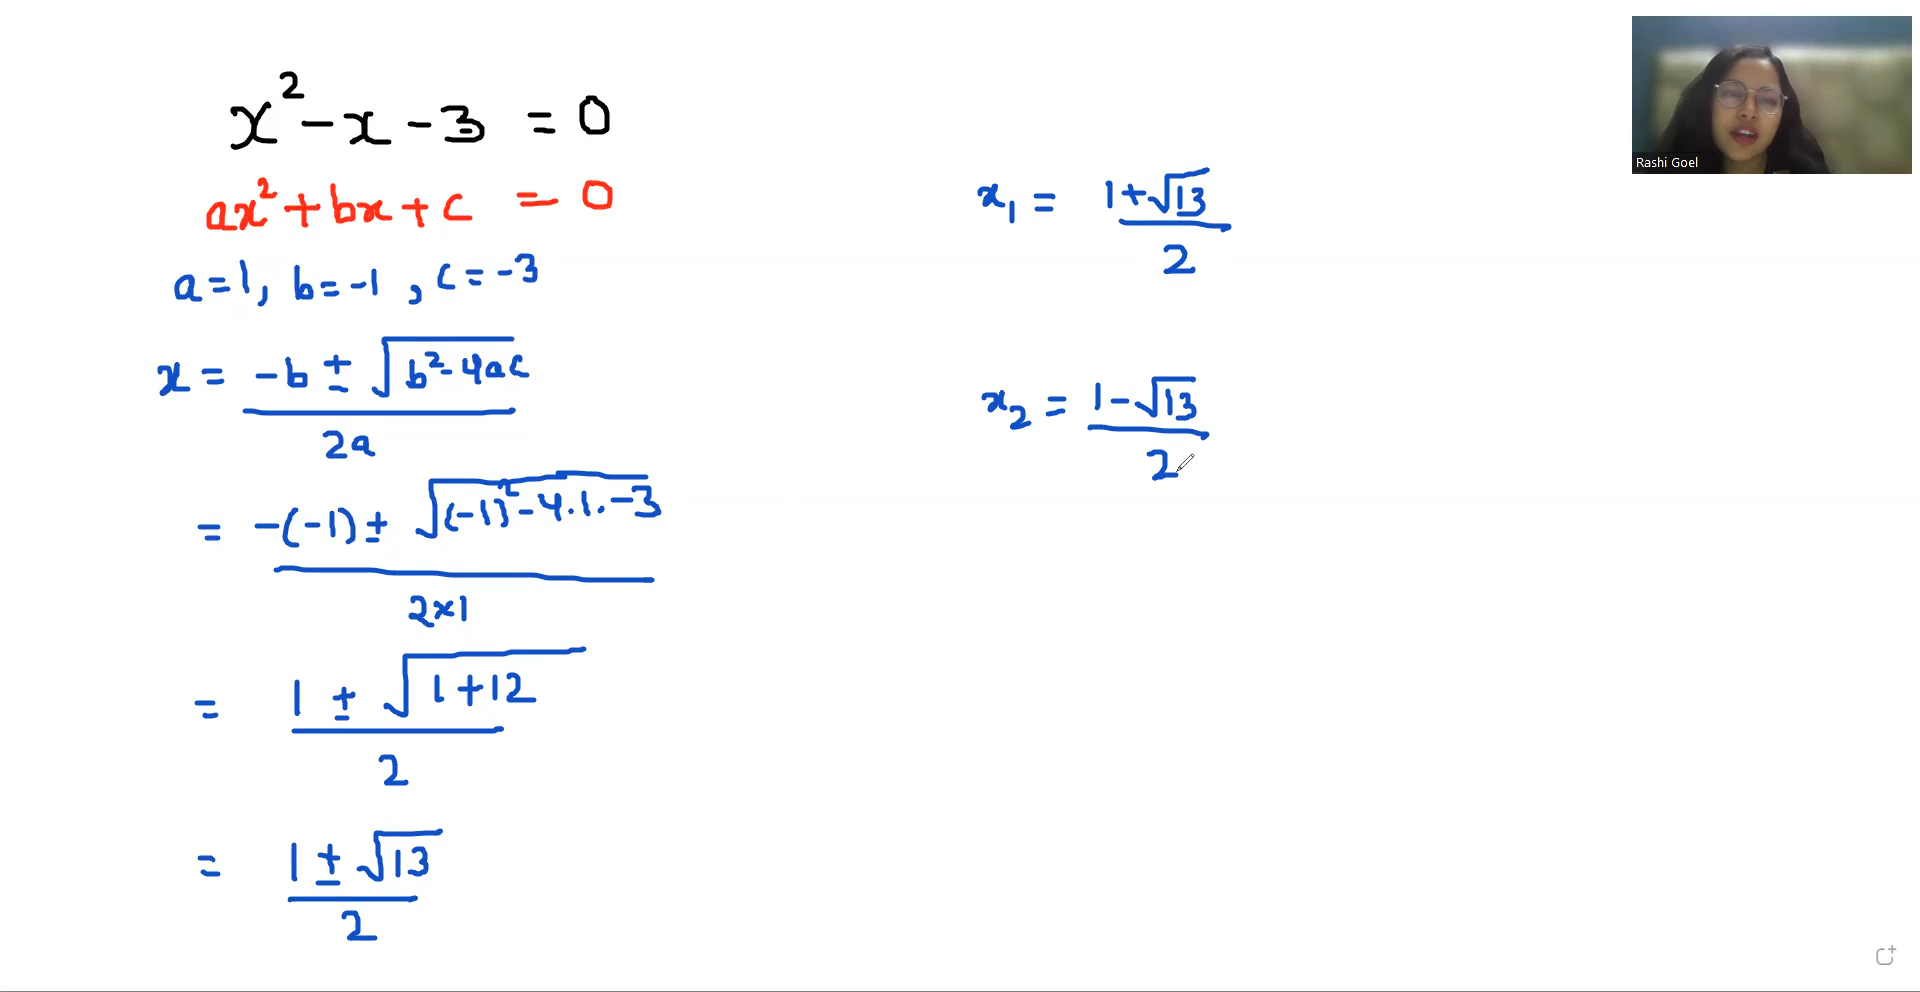 x² - x - 3 = 0
ax² + bx + c = 0
a = 1, b = -1, c = -3
x = -b ± √b² - 4ac
2a
= -(-1) ± √(-1)² - 4.1.-3
2×1
= 1 ± √1+12
2
= 1 ± √13
2
x₁ = 1 + √13
2
x₂ = 1 - √13
2
Rashi Goel